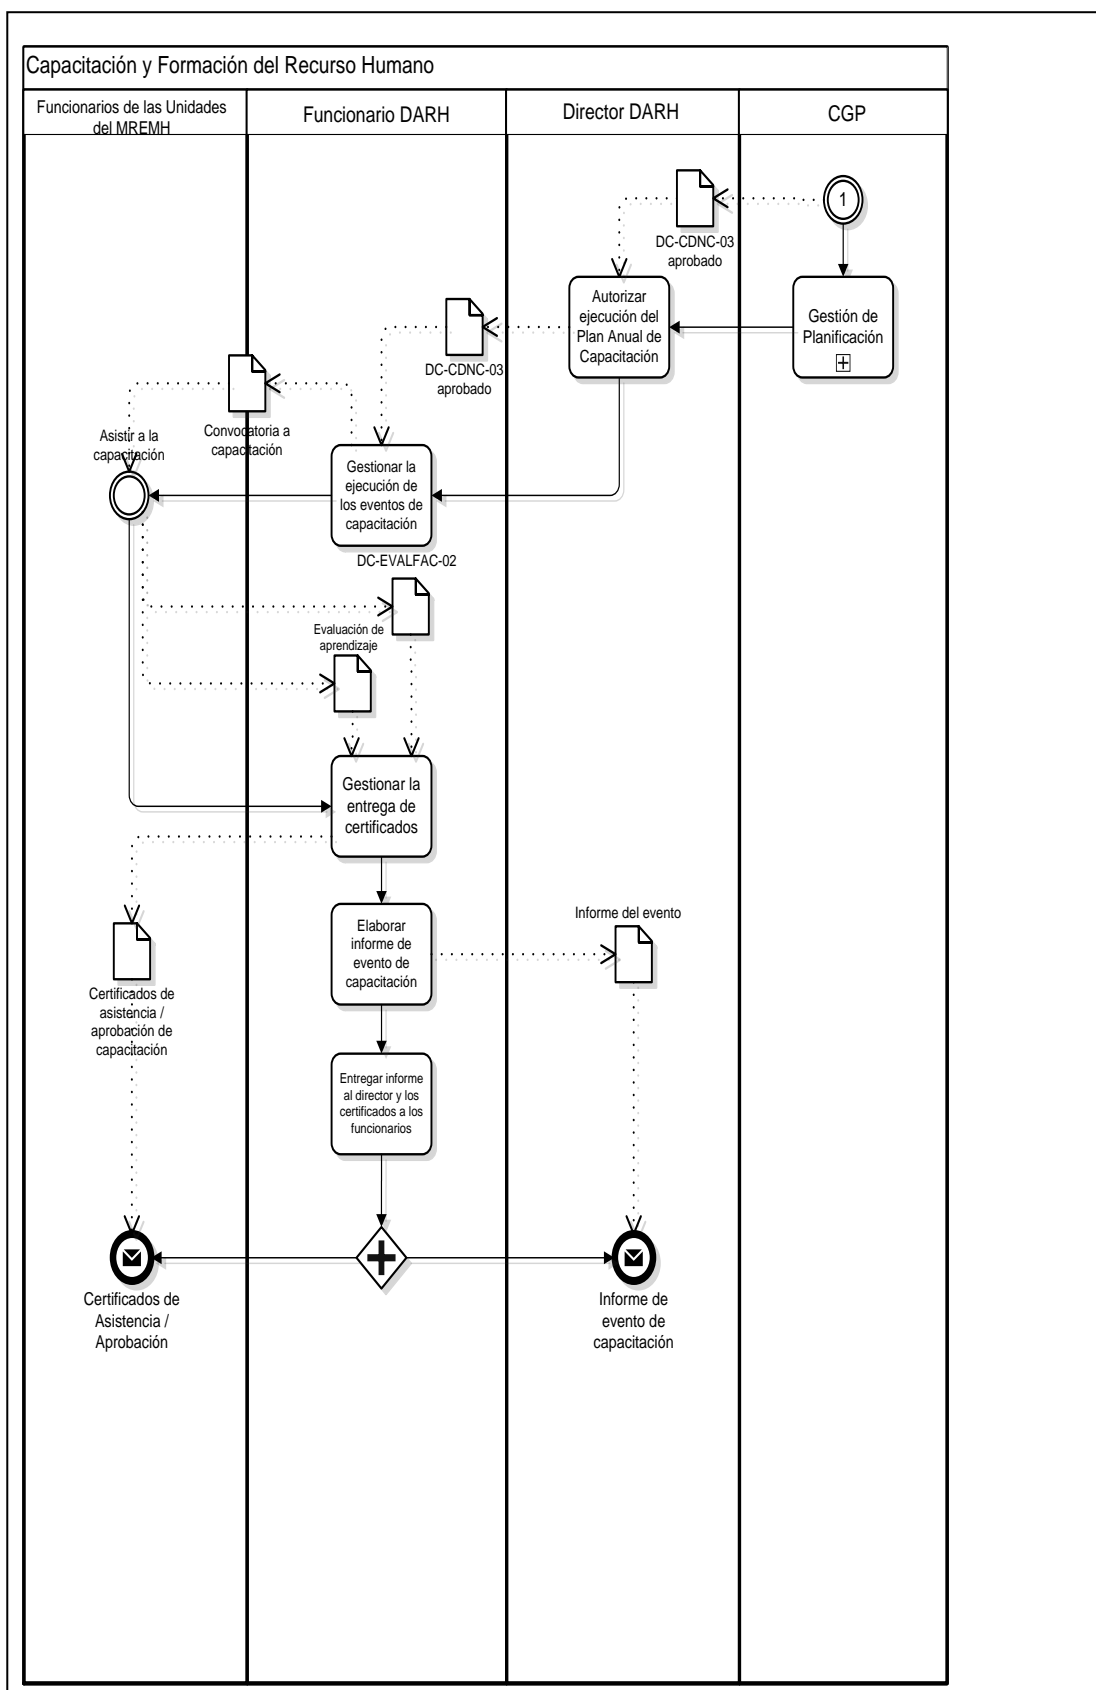 Capacitación y Formación del Recurso Humano
Funcionarios de las Unidades
del MREMH
Funcionario DARH
Director DARH
CGP
1
DC-CDNC-03
aprobado
Autorizar
ejecución del
Plan Anual de
Capacitación
Gestión de
Planificación
DC-CDNC-03
aprobado
Convocatoria a
capacitación
Asistir a la
capacitación
Gestionar la
ejecución de
los eventos de
capacitación
DC-EVALFAC-02
Evaluación de
aprendizaje
Gestionar la
entrega de
certificados
Elaborar
informe de
evento de
capacitación
Informe del evento
Certificados de
asistencia /
aprobación de
capacitación
Entregar informe
al director y los
certificados a los
funcionarios
Certificados de
Asistencia /
Aprobación
Informe de
evento de
capacitación